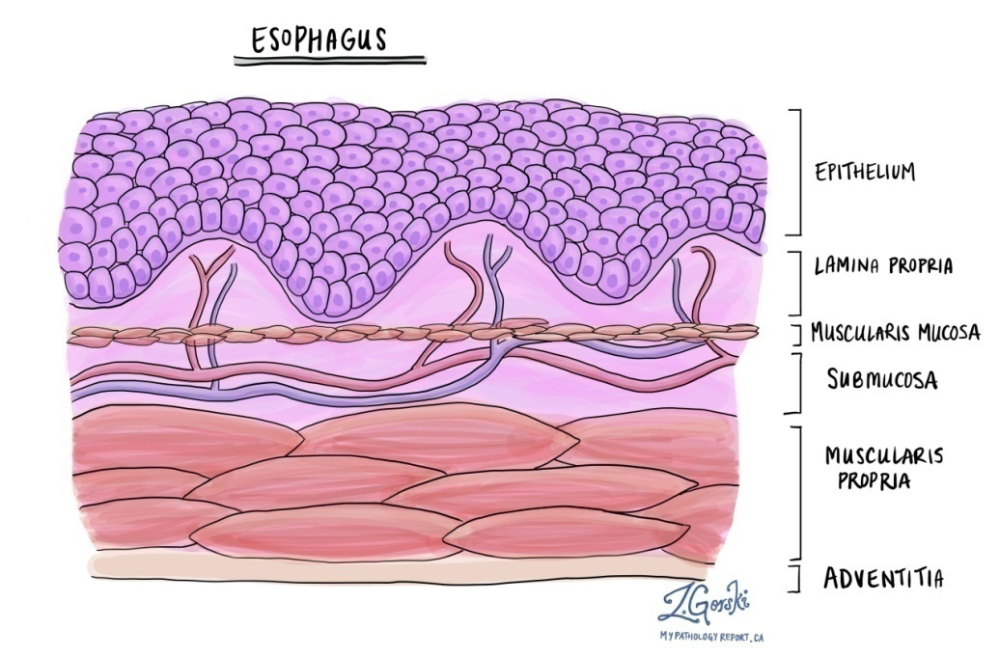 ESOPHAGUS
EPITHELIUM
LAMINA PROPRIA
MUSCULARIS MUCOSA
SUBMUCOSA
MUSCULARIS
PROPRIA
ADVENTITIA
Z.Gorski
MYPATHOLOGYREPORT.CA